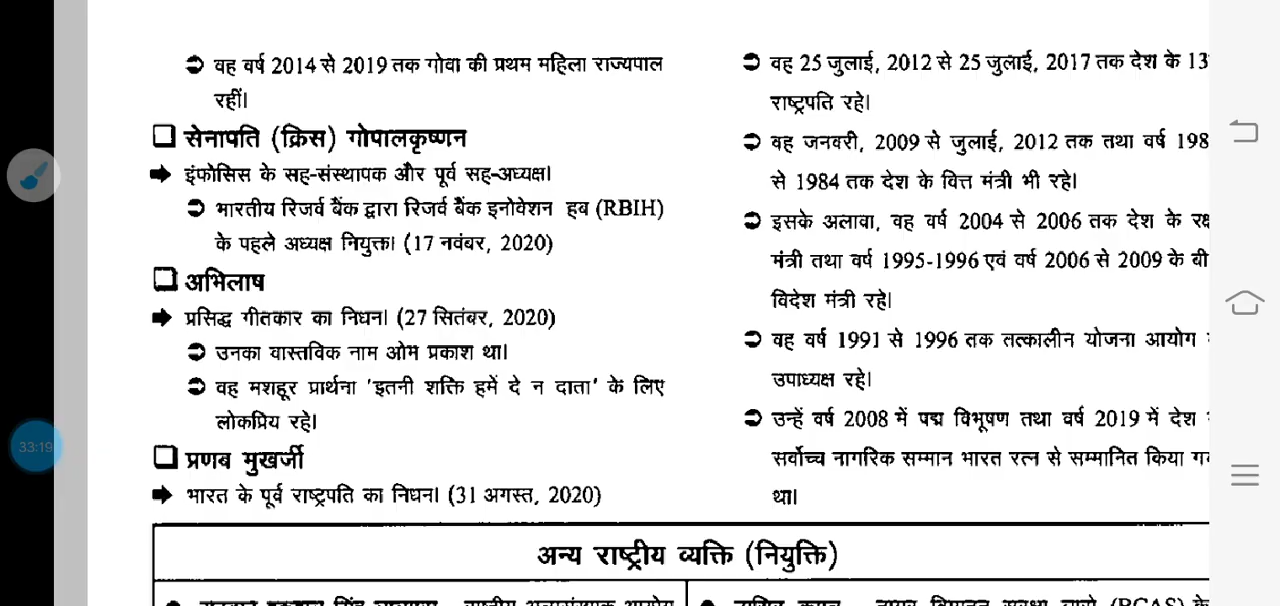 ➲ वह वर्ष 2014 से 2019 तक गोवा की प्रथम महिला राज्यपाल
रहीं।
❑ सेनापति (क्रिस) गोपालकृष्णन
➡ इंफोसिस के सह-संस्थापक और पूर्व सह-अध्यक्ष।
➲ भारतीय रिजर्व बैंक द्वारा रिजर्व बैंक इनोवेशन हब (RBIH)
के पहले अध्यक्ष नियुक्त। (17 नवंबर, 2020)
❑ अभिलाष
➡ प्रसिद्ध गीतकार का निधन। (27 सितंबर, 2020)
➲ उनका वास्तविक नाम ओम प्रकाश था।
➲ वह मशहूर प्रार्थना 'इतनी शक्ति हमें दे न दाता' के लिए
लोकप्रिय रहे।
❑ प्रणब मुखर्जी
➡ भारत के पूर्व राष्ट्रपति का निधन। (31 अगस्त, 2020)
➲ वह 25 जुलाई, 2012 से 25 जुलाई, 2017 तक देश के 13
राष्ट्रपति रहे।
➲ वह जनवरी, 2009 से जुलाई, 2012 तक तथा वर्ष 198
से 1984 तक देश के वित्त मंत्री भी रहे।
➲ इसके अलावा, वह वर्ष 2004 से 2006 तक देश के रक्ष
मंत्री तथा वर्ष 1995-1996 एवं वर्ष 2006 से 2009 के बी
विदेश मंत्री रहे।
➲ वह वर्ष 1991 से 1996 तक तत्कालीन योजना आयोग
उपाध्यक्ष रहे।
➲ उन्हें वर्ष 2008 में पद्म विभूषण तथा वर्ष 2019 में देश
सर्वोच्च नागरिक सम्मान भारत रत्न से सम्मानित किया ग
था।
अन्य राष्ट्रीय व्यक्ति (नियुक्ति)
33:19